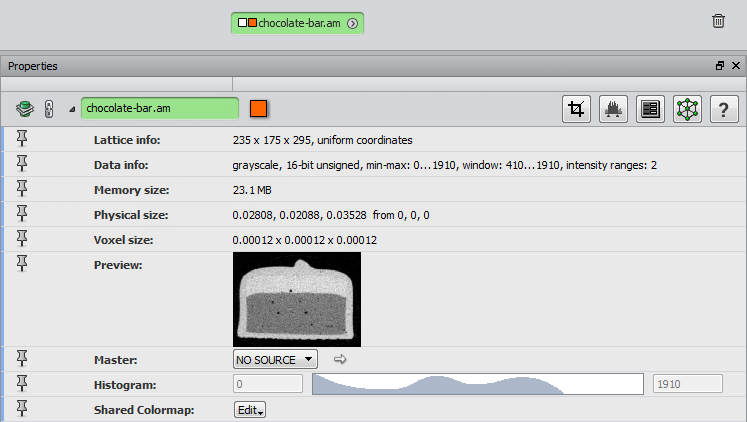 chocolate-bar.am
Properties
chocolate-bar.am
?
Lattice info: 235 x 175 x 295, uniform coordinates
Data info: grayscale, 16-bit unsigned, min-max: 0...1910, window: 410...1910, intensity ranges: 2
Memory size: 23.1 MB
Physical size: 0.02808, 0.02088, 0.03528 from 0, 0, 0
Voxel size: 0.00012 x 0.00012 x 0.00012
Preview:
Master: NO SOURCE
Histogram: 0 1910
Shared Colormap: Edit